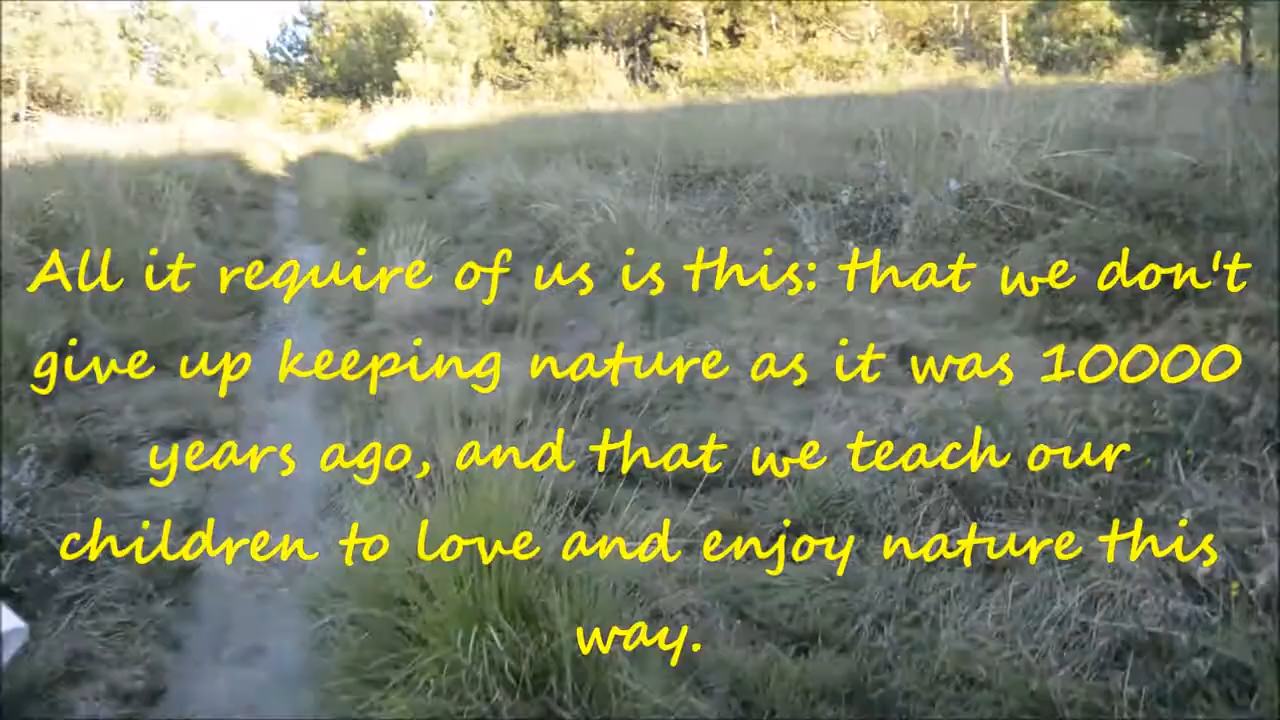 All it require of us is this: that we don't
give up keeping nature as it was 10000
years ago, and that we teach our
children to love and enjoy nature this
way.